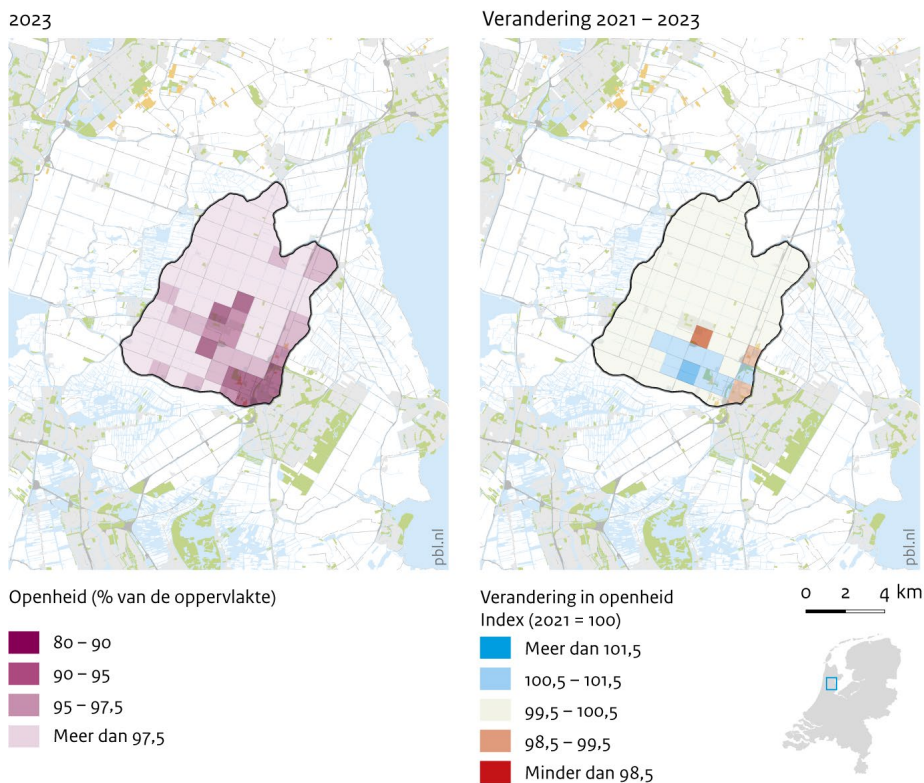 2023
Verandering 2021 – 2023
pbl.nl
pbl.nl
Openheid (% van de oppervlakte)
80 – 90
90 – 95
95 – 97,5
Meer dan 97,5
Verandering in openheid
Index (2021 = 100)
Meer dan 101,5
100,5 – 101,5
99,5 – 100,5
98,5 – 99,5
Minder dan 98,5
0 2 4 km